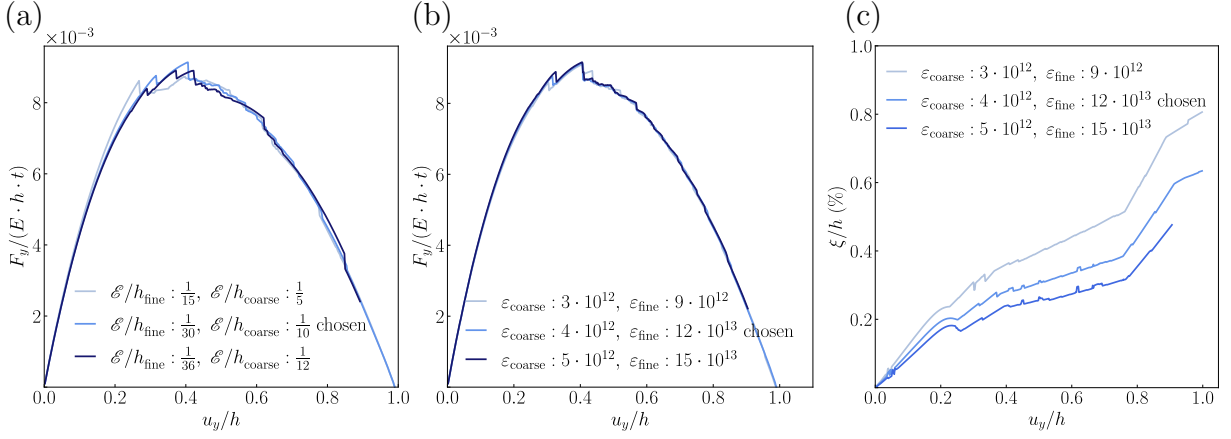 (a)
×10⁻³
8
6
4
2
F_y/(E · h · t)
ℰ/h_fine : 1/15, ℰ/h_coarse : 1/5
ℰ/h_fine : 1/30, ℰ/h_coarse : 1/10 chosen
ℰ/h_fine : 1/36, ℰ/h_coarse : 1/12
0.0 0.2 0.4 0.6 0.8 1.0
u_y/h
(b)
×10⁻³
8
6
4
2
F_y/(E · h · t)
ε_coarse : 3 · 10¹², ε_fine : 9 · 10¹²
ε_coarse : 4 · 10¹², ε_fine : 12 · 10¹³ chosen
ε_coarse : 5 · 10¹², ε_fine : 15 · 10¹³
0.0 0.2 0.4 0.6 0.8 1.0
u_y/h
(c)
1.0
0.8
0.6
0.4
0.2
ξ/h (%)
ε_coarse : 3 · 10¹², ε_fine : 9 · 10¹²
ε_coarse : 4 · 10¹², ε_fine : 12 · 10¹³ chosen
ε_coarse : 5 · 10¹², ε_fine : 15 · 10¹³
0.0 0.2 0.4 0.6 0.8 1.0
u_y/h